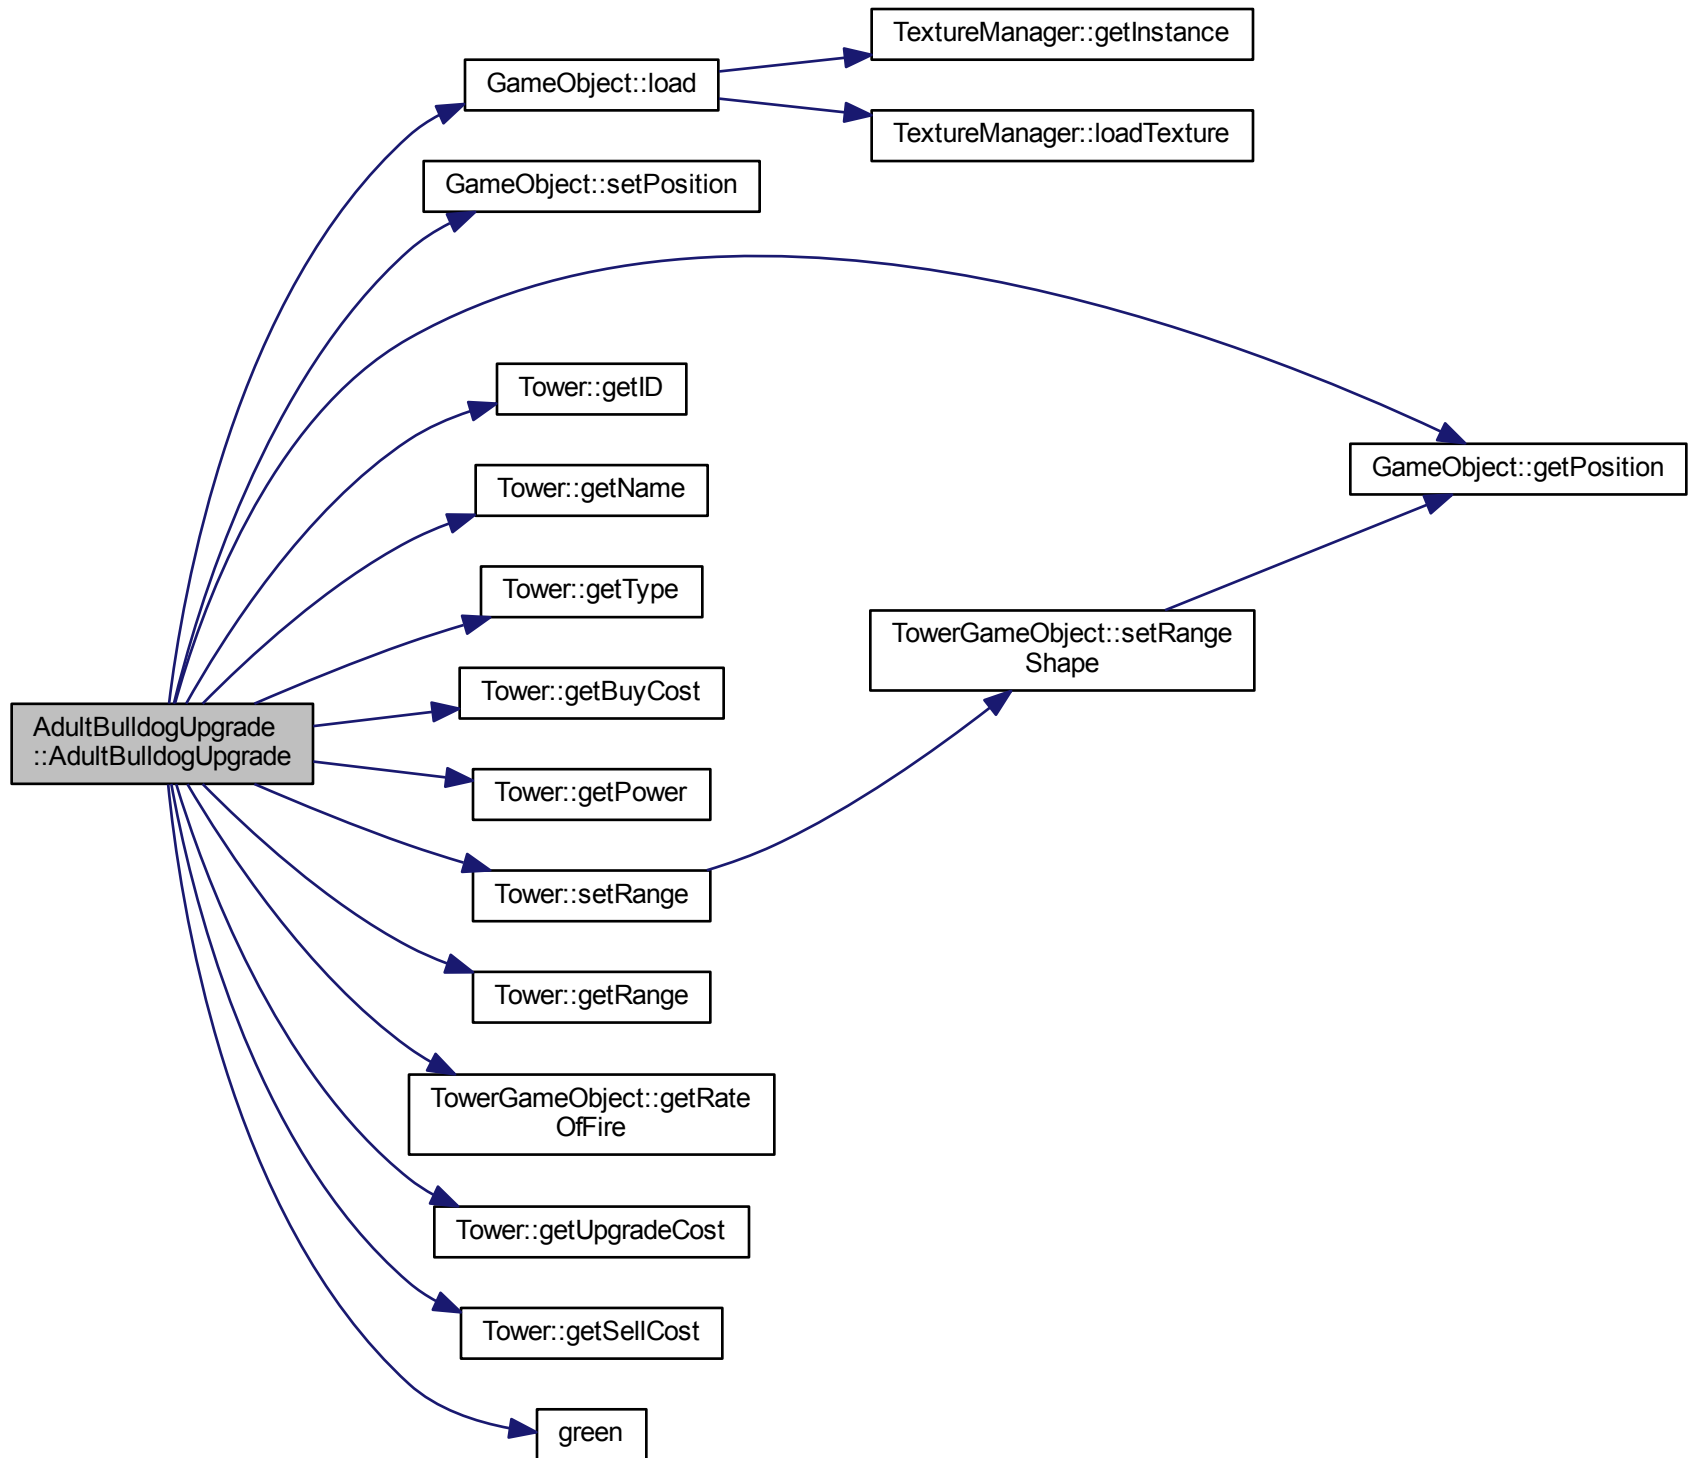 TextureManager::getInstance
GameObject::load
TextureManager::loadTexture
GameObject::setPosition
Tower::getID
GameObject::getPosition
Tower::getName
Tower::getType
TowerGameObject::setRange
Shape
Tower::getBuyCost
AdultBulldogUpgrade
::AdultBulldogUpgrade
Tower::getPower
Tower::setRange
Tower::getRange
TowerGameObject::getRate
OfFire
Tower::getUpgradeCost
Tower::getSellCost
green